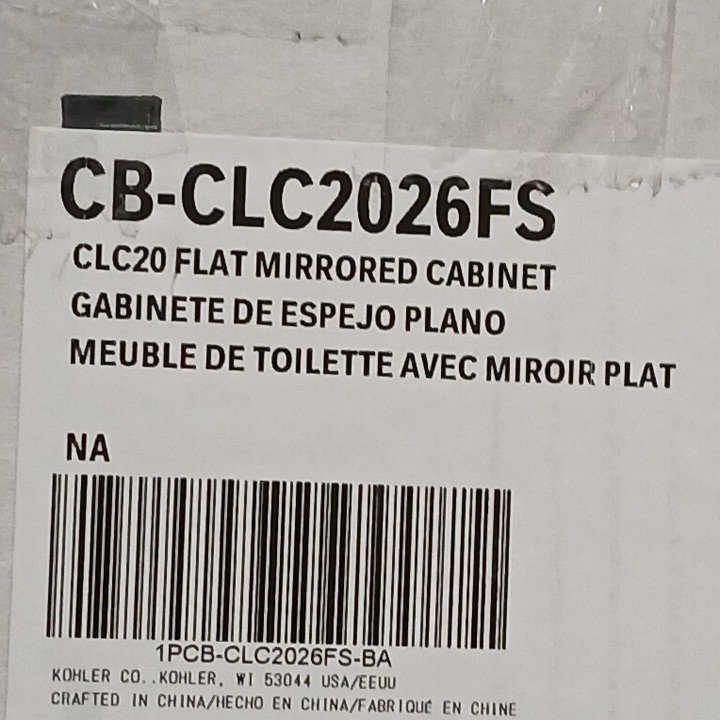 CB-CLC2026FS
CLC20 FLAT MIRRORED CABINET
GABINETE DE ESPEJO PLANO
MEUBLE DE TOILETTE AVEC MIROIR PLAT
NA
1PCB-CLC2026FS-BA
KOHLER CO..KOHLER, WI 53044 USA/EEUU
CRAFTED IN CHINA/HECHO EN CHINA/FABRIQUÉ EN CHINE